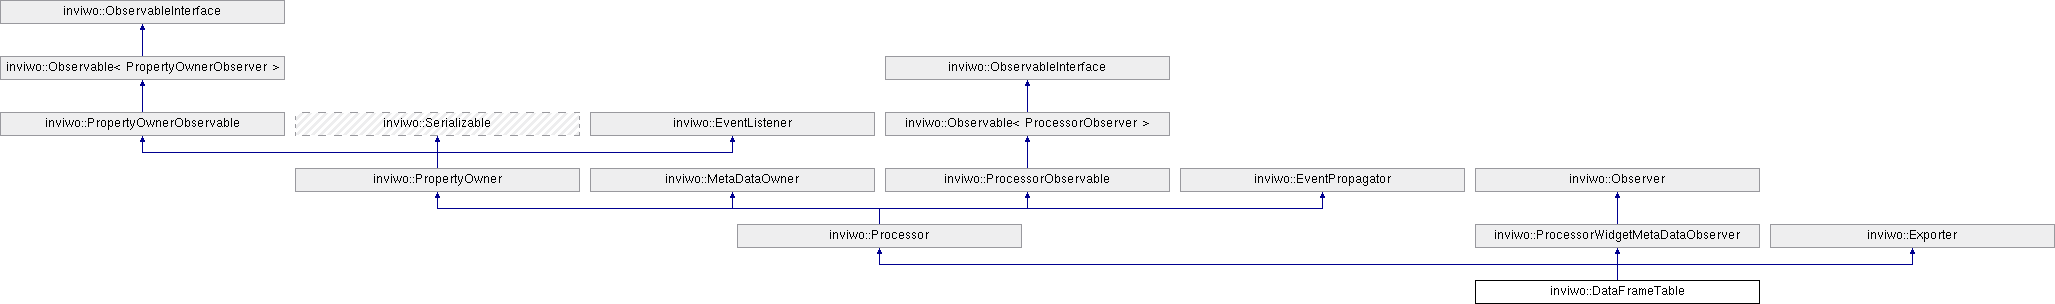 inviwo::ObservableInterface
inviwo::Observable< PropertyOwnerObserver >
inviwo::ObservableInterface
inviwo::PropertyOwnerObservable
inviwo::Serializable
inviwo::EventListener
inviwo::Observable< ProcessorObserver >
inviwo::PropertyOwner
inviwo::MetaDataOwner
inviwo::ProcessorObservable
inviwo::EventPropagator
inviwo::Observer
inviwo::Processor
inviwo::ProcessorWidgetMetaDataObserver
inviwo::Exporter
inviwo::DataFrameTable